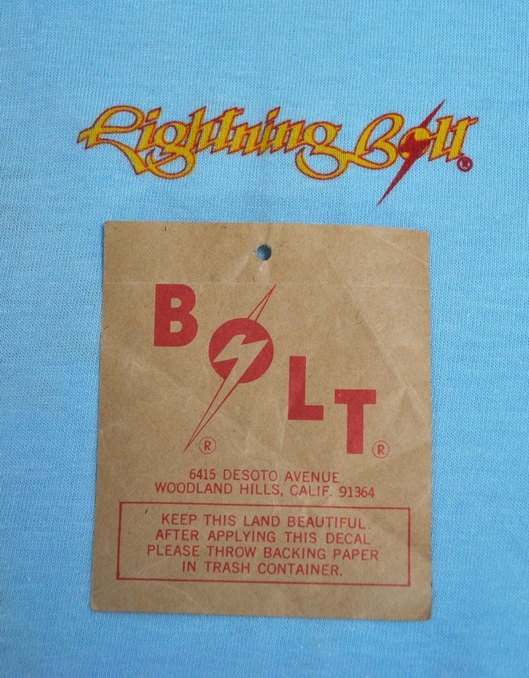 Lightning Bolt ®
BOLT
® ®
6415 DESOTO AVENUE
WOODLAND HILLS, CALIF. 91364
KEEP THIS LAND BEAUTIFUL.
AFTER APPLYING THIS DECAL
PLEASE THROW BACKING PAPER
IN TRASH CONTAINER.